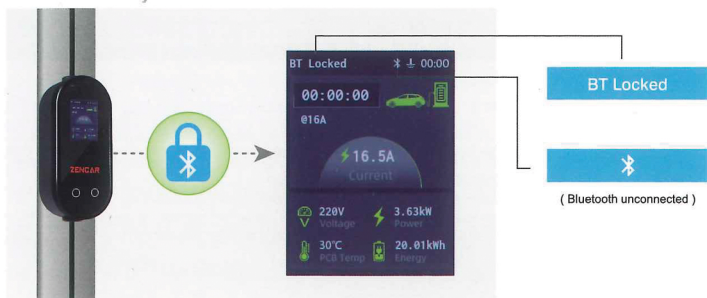 ZENCAR
BT Locked 00:00
00:00:00
@16A
16.5A
Current
220V
Voltage
3.63kW
Power
30°C
PCB Temp
20.01kWh
Energy
BT Locked
( Bluetooth unconnected )